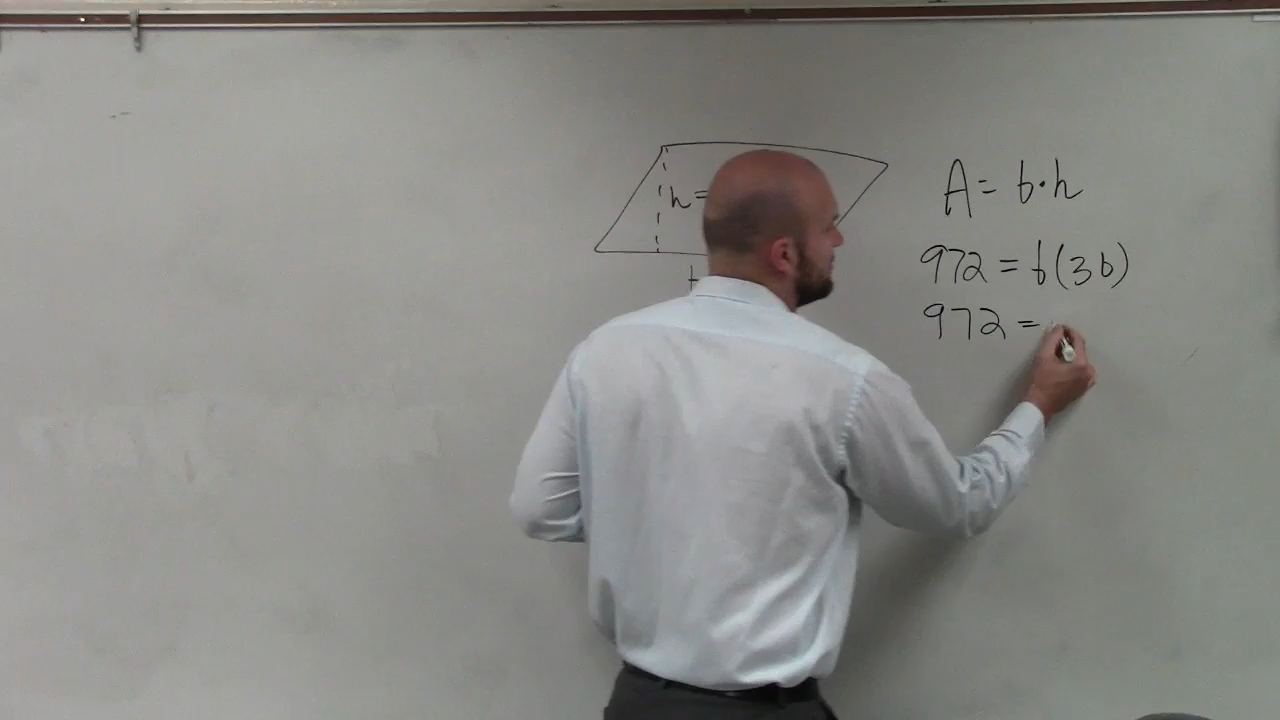 h=
A = b·h
972 = b(3b)
972 =